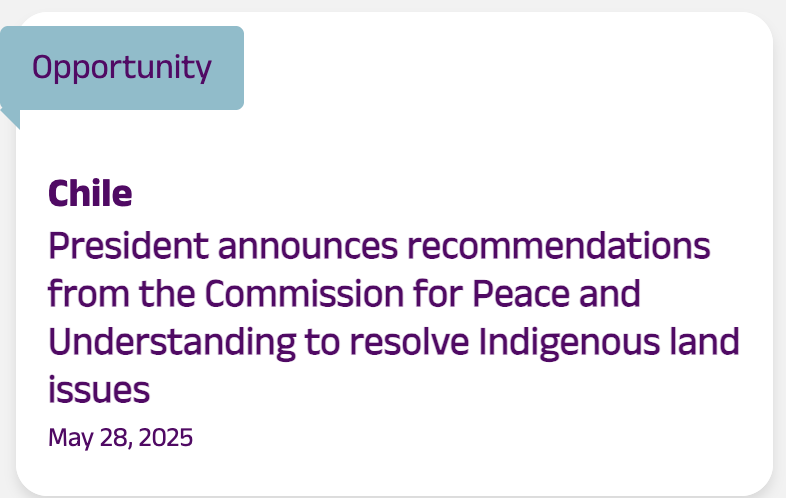 Opportunity
Chile
President announces recommendations
from the Commission for Peace and
Understanding to resolve Indigenous land
issues
May 28, 2025